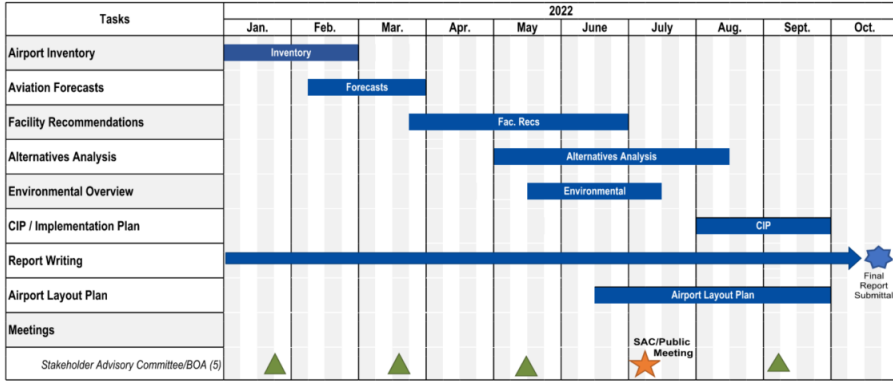 Tasks
2022
Jan. Feb. Mar. Apr. May June July Aug. Sept. Oct.
Airport Inventory
Inventory
Aviation Forecasts
Forecasts
Facility Recommendations
Fac. Recs
Alternatives Analysis
Alternatives Analysis
Environmental Overview
Environmental
CIP / Implementation Plan
CIP
Report Writing
Final
Report
Submittal
Airport Layout Plan
Airport Layout Plan
Meetings
SAC/Public
Meeting
Stakeholder Advisory Committee/BOA (5)